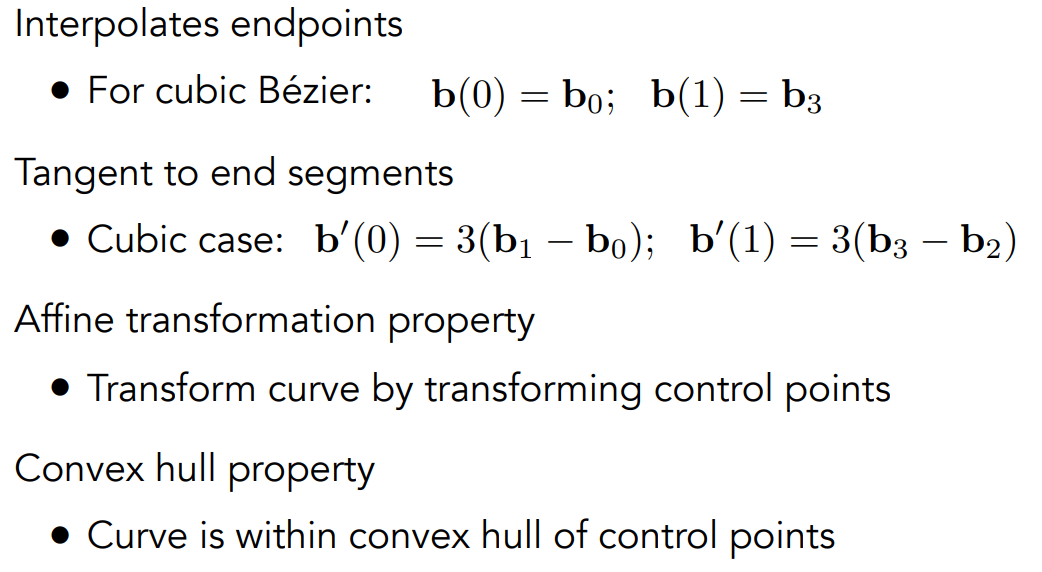 Interpolates endpoints
• For cubic Bézier: b(0) = b₀; b(1) = b₃
Tangent to end segments
• Cubic case: b′(0) = 3(b₁ − b₀); b′(1) = 3(b₃ − b₂)
Affine transformation property
• Transform curve by transforming control points
Convex hull property
• Curve is within convex hull of control points